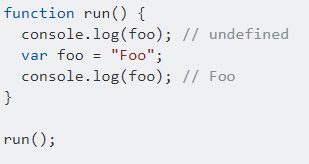 function run() {
  console.log(foo); // undefined
  var foo = "Foo";
  console.log(foo); // Foo
}

run();